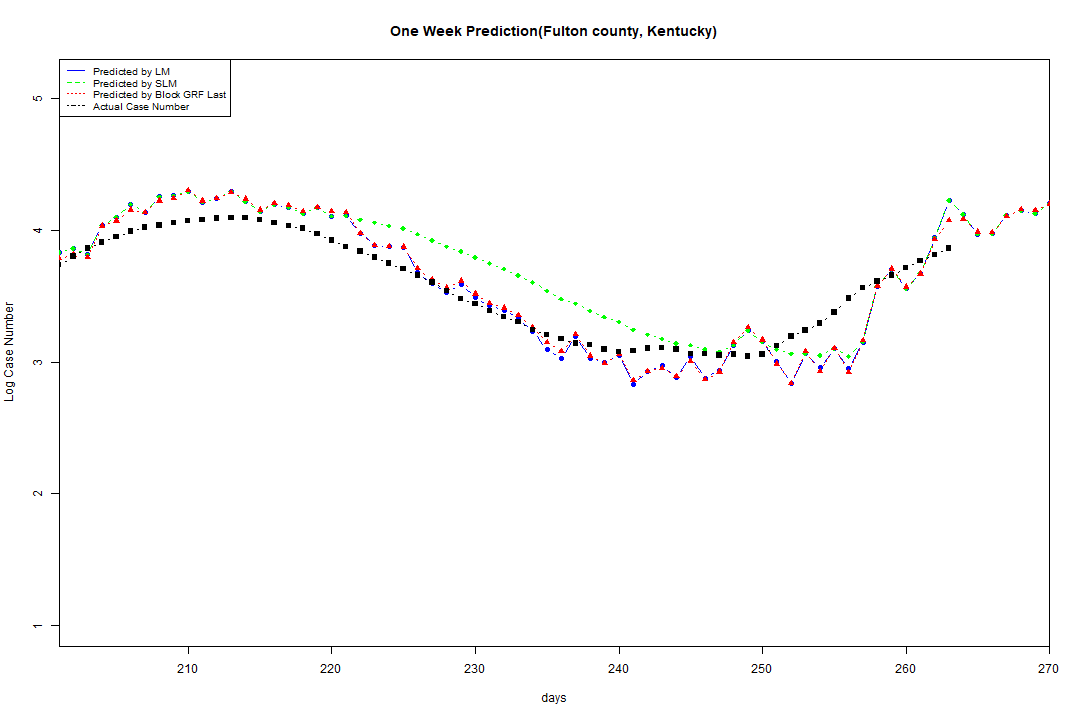 One Week Prediction(Fulton county, Kentucky)
Predicted by LM
Predicted by SLM
Predicted by Block GRF Last
Actual Case Number
5
4
3
2
1
Log Case Number
210
220
230
240
250
260
270
days